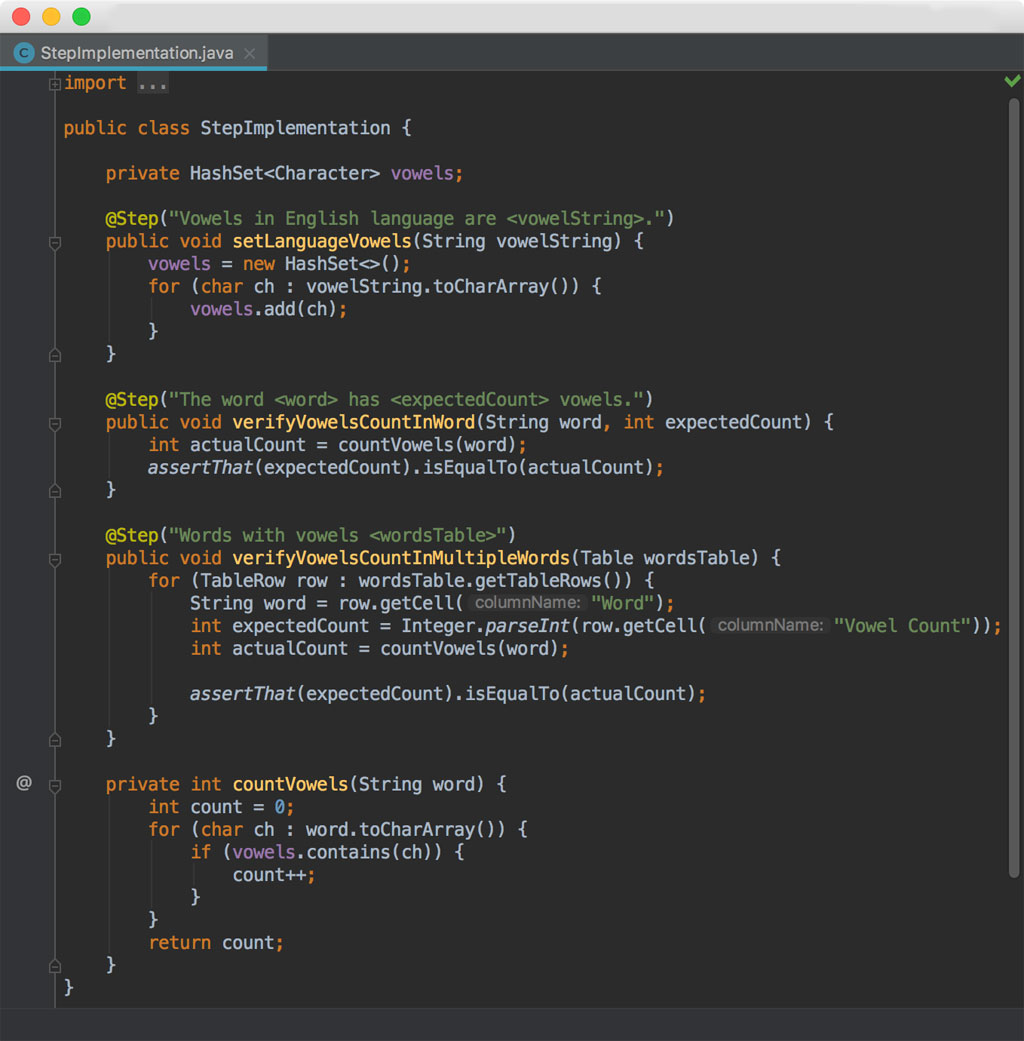 StepImplementation.java
import ...
public class StepImplementation {
private HashSet<Character> vowels;
@Step("Vowels in English language are <vowelString>.")
public void setLanguageVowels(String vowelString) {
vowels = new HashSet<>();
for (char ch : vowelString.toCharArray()) {
vowels.add(ch);
}
}
@Step("The word <word> has <expectedCount> vowels.")
public void verifyVowelsCountInWord(String word, int expectedCount) {
int actualCount = countVowels(word);
assertThat(expectedCount).isEqualTo(actualCount);
}
@Step("Words with vowels <wordsTable>")
public void verifyVowelsCountInMultipleWords(Table wordsTable) {
for (TableRow row : wordsTable.getTableRows()) {
String word = row.getCell( columnName: "Word");
int expectedCount = Integer.parseInt(row.getCell( columnName: "Vowel Count"));
int actualCount = countVowels(word);
assertThat(expectedCount).isEqualTo(actualCount);
}
}
@ private int countVowels(String word) {
int count = 0;
for (char ch : word.toCharArray()) {
if (vowels.contains(ch)) {
count++;
}
}
return count;
}
}